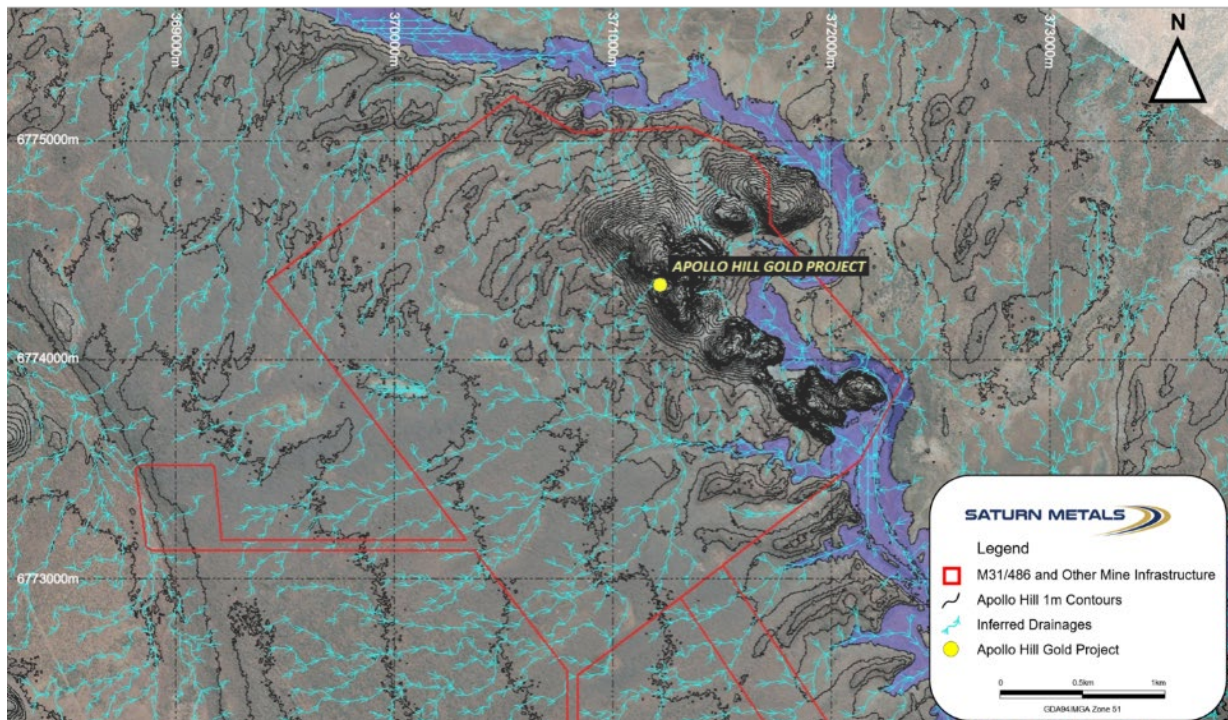 N
369000m
370000m
371000m
372000m
373000m
6775000m
APOLLO HILL GOLD PROJECT
6774000m
6773000m
SATURN METALS
Legend
M31/486 and Other Mine Infrastructure
Apollo Hill 1m Contours
Inferred Drainages
Apollo Hill Gold Project
0 0.5km 1km
GDA94/MGA Zone 51